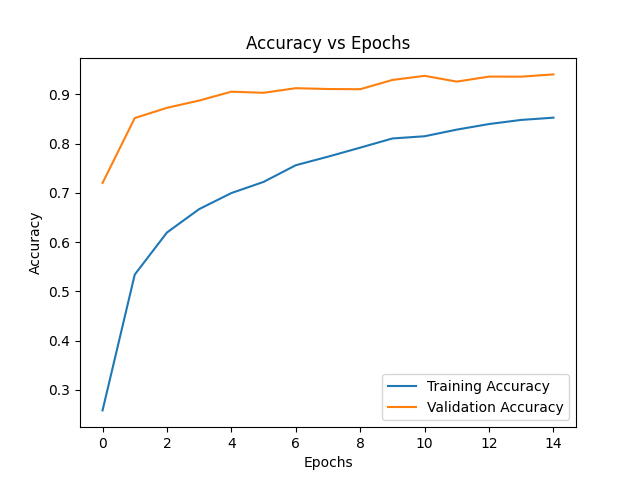 Accuracy vs Epochs
Accuracy
0.9
0.8
0.7
0.6
0.5
0.4
0.3
Training Accuracy
Validation Accuracy
0 2 4 6 8 10 12 14
Epochs